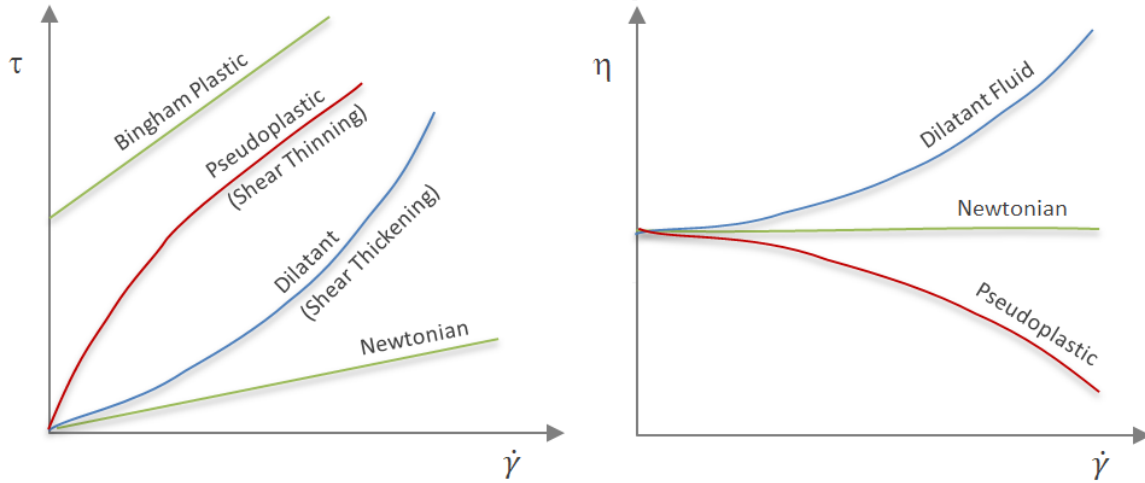 τ
Bingham Plastic
Pseudoplastic
(Shear Thinning)
Dilatant
(Shear Thickening)
Newtonian
γ̇
η
Dilatant Fluid
Newtonian
Pseudoplastic
γ̇